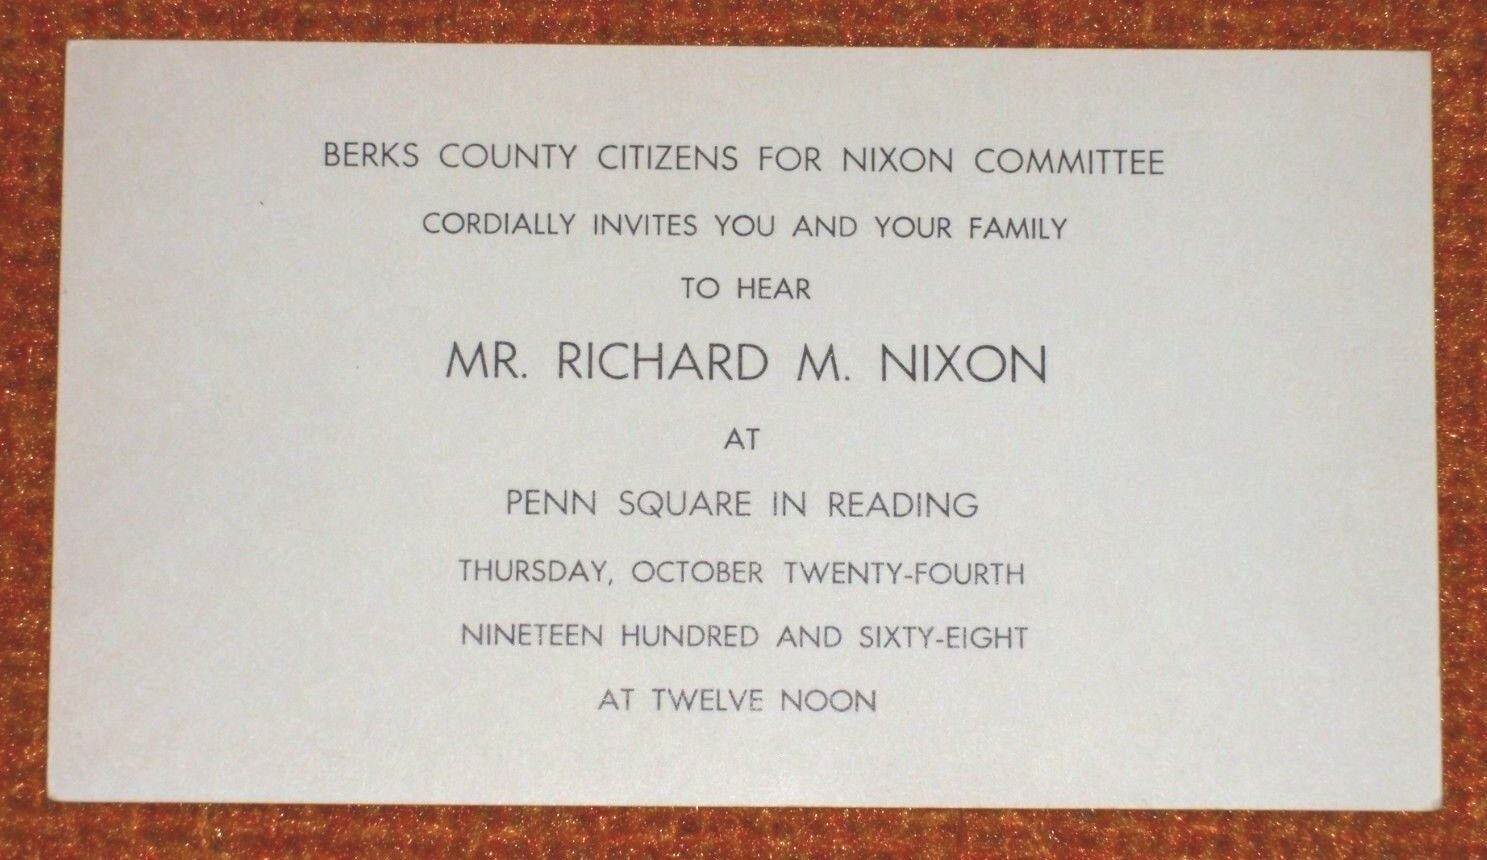 BERKS COUNTY CITIZENS FOR NIXON COMMITTEE
CORDIALLY INVITES YOU AND YOUR FAMILY
TO HEAR
MR. RICHARD M. NIXON
AT
PENN SQUARE IN READING
THURSDAY, OCTOBER TWENTY-FOURTH
NINETEEN HUNDRED AND SIXTY-EIGHT
AT TWELVE NOON